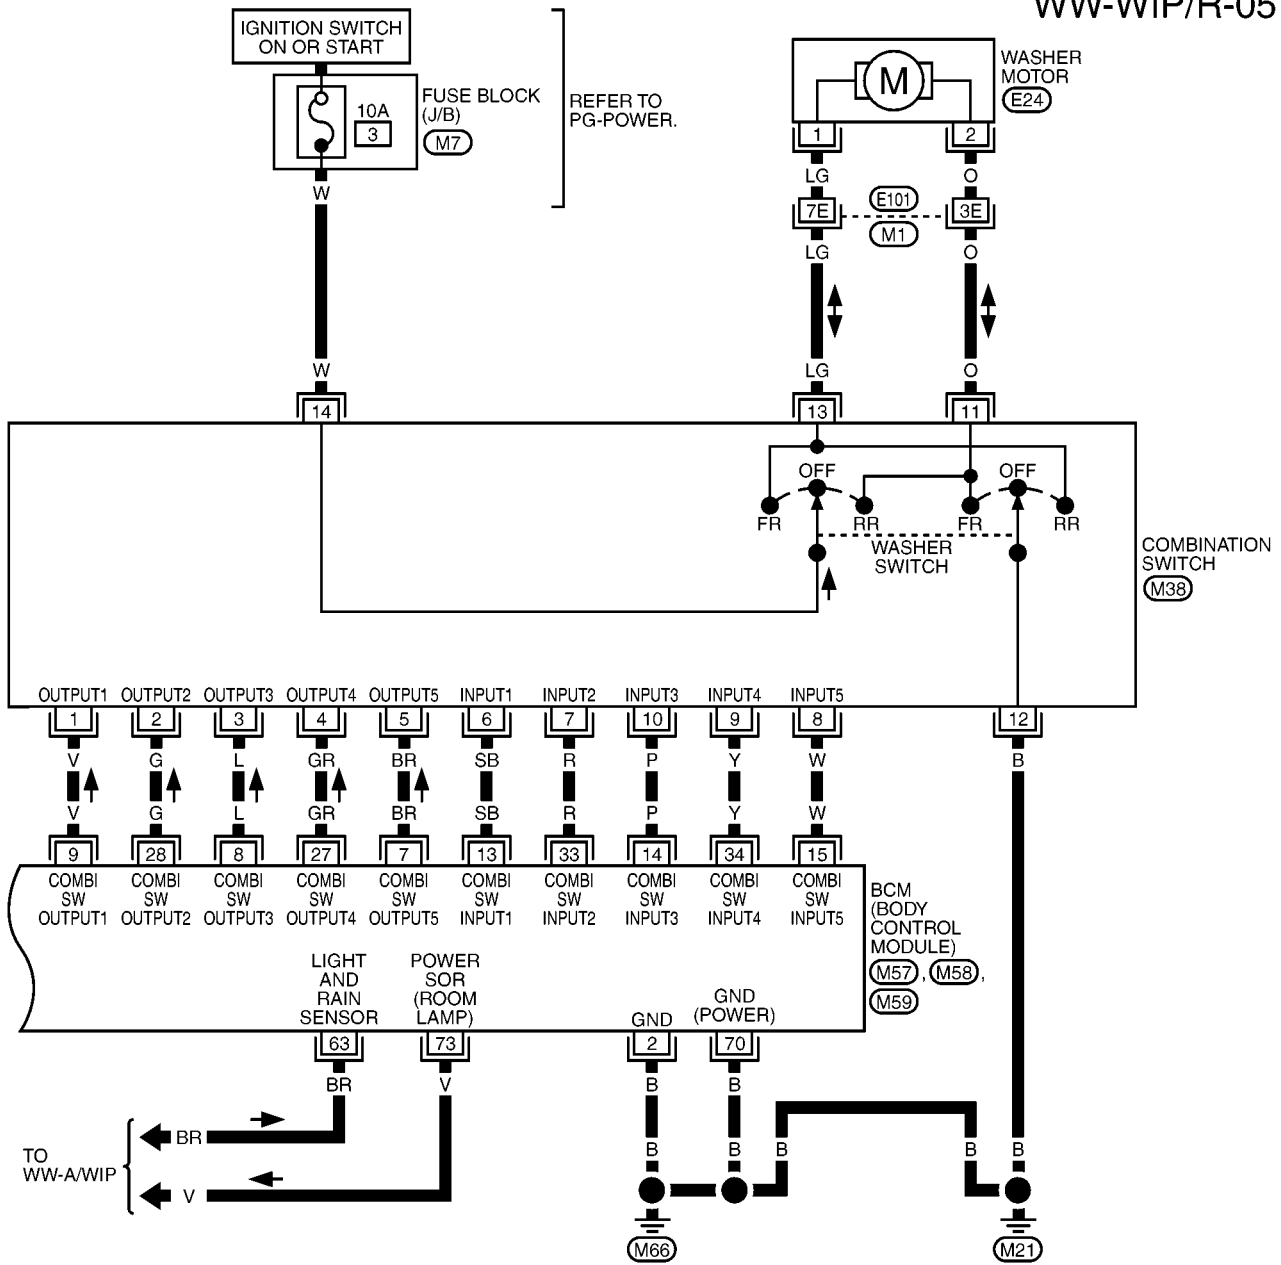 WW-WIP/R-05
IGNITION SWITCH
ON OR START
FUSE BLOCK
(J/B)
M7
10A
3
REFER TO
PG-POWER.
M
WASHER
MOTOR
E24
1 2
W LG O
7E E101 3E
M1
LG O
W LG O
14 13 11
OFF OFF
FR RR FR RR
WASHER
SWITCH
COMBINATION
SWITCH
M38
OUTPUT1 OUTPUT2 OUTPUT3 OUTPUT4 OUTPUT5 INPUT1 INPUT2 INPUT3 INPUT4 INPUT5
1 2 3 4 5 6 7 10 9 8 12
V G L GR BR SB R P Y W B
V G L GR BR SB R P Y W
9 28 8 27 7 13 33 14 34 15
COMBI COMBI COMBI COMBI COMBI COMBI COMBI COMBI COMBI COMBI
SW SW SW SW SW SW SW SW SW SW
OUTPUT1 OUTPUT2 OUTPUT3 OUTPUT4 OUTPUT5 INPUT1 INPUT2 INPUT3 INPUT4 INPUT5
BCM
(BODY
CONTROL
MODULE)
M57 , M58 ,
M59
LIGHT
AND
RAIN
SENSOR
POWER
SOR
(ROOM
LAMP)
GND
GND
(POWER)
63 73 2 70
BR V B B
BR
V
TO
WW-A/WIP
B B B B B
M66 M21